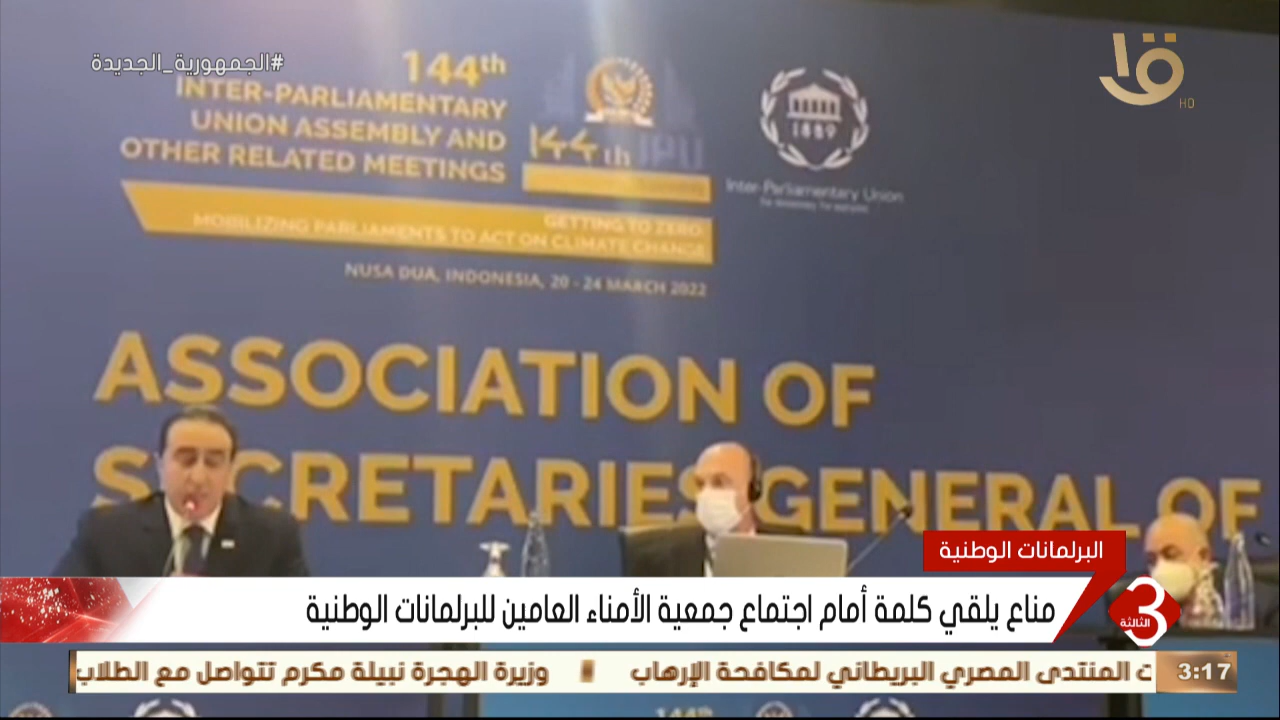 #الجمهورية_الجديدة
HD
144th
INTER-PARLIAMENTARY
UNION ASSEMBLY AND
OTHER RELATED MEETINGS
144th IPU
1889
Inter-Parliamentary Union
GETTING TO ZERO:
MOBILIZING PARLIAMENTS TO ACT ON CLIMATE CHANGE
NUSA DUA, INDONESIA, 20 - 24 MARCH 2022
ASSOCIATION OF
SECRETARIES GENERAL OF
البرلمانات الوطنية
مناع يلقي كلمة أمام اجتماع جمعية الأمناء العامين للبرلمانات الوطنية
3 الثالثة
ت المنتدى المصري البريطاني لمكافحة الإرهاب
وزيرة الهجرة نبيلة مكرم تتواصل مع الطلاب
3:17